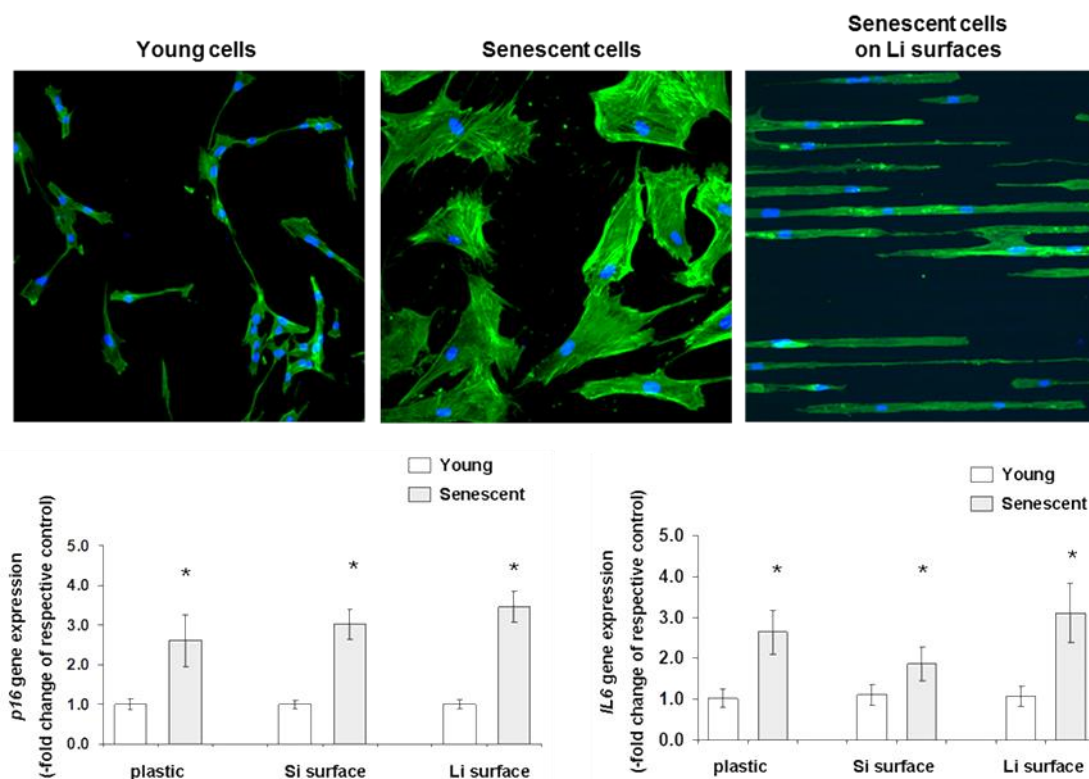 Young cells
Senescent cells
Senescent cells
on Li surfaces
p16 gene expression
(-fold change of respective control)
Young
Senescent
5.0
4.0
3.0
2.0
1.0
0.0
*
*
*
plastic
Si surface
Li surface
IL6 gene expression
(-fold change of respective control)
Young
Senescent
5.0
4.0
3.0
2.0
1.0
0.0
*
*
*
plastic
Si surface
Li surface